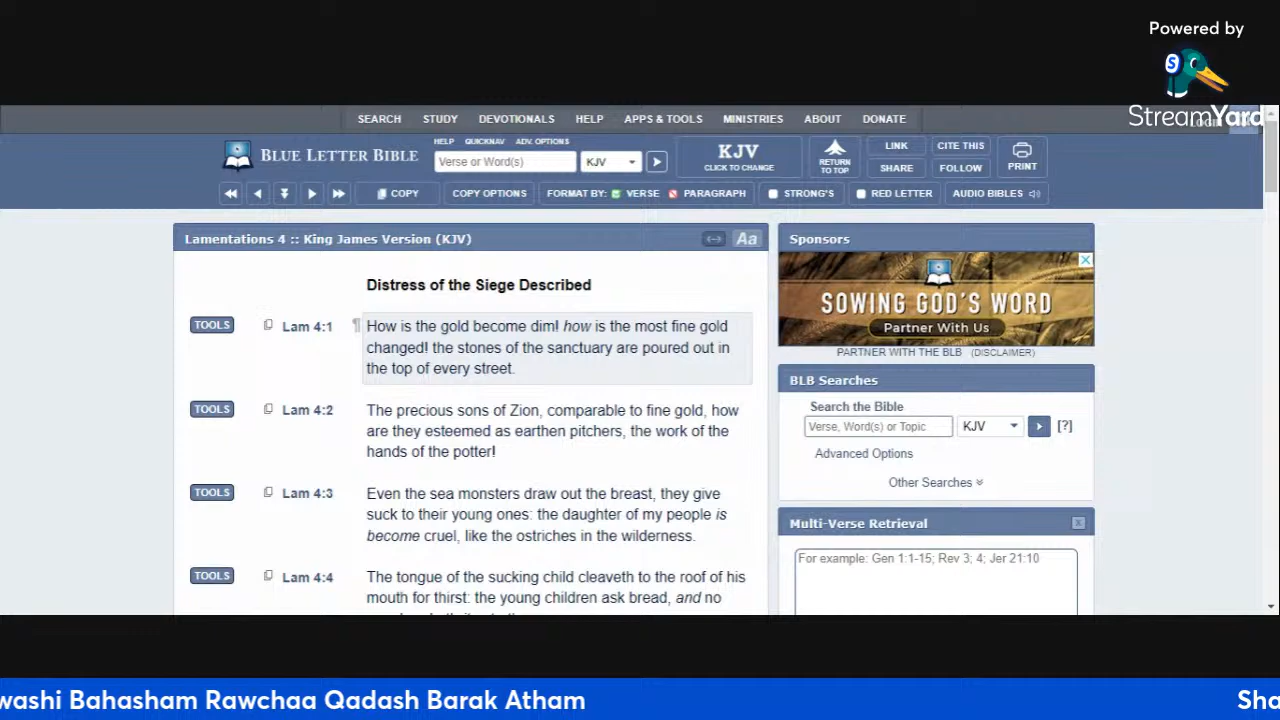 Powered by
StreamYard
SEARCH STUDY DEVOTIONALS HELP APPS & TOOLS MINISTRIES ABOUT DONATE
BLUE LETTER BIBLE
HELP QUICKNAV ADV. OPTIONS
Verse or Word(s) KJV
KJV
CLICK TO CHANGE
RETURN
TO TOP
LINK CITE THIS
SHARE FOLLOW
PRINT
COPY COPY OPTIONS FORMAT BY: VERSE PARAGRAPH STRONG'S RED LETTER AUDIO BIBLES
Lamentations 4 :: King James Version (KJV) Aa
Distress of the Siege Described
TOOLS Lam 4:1 ¶ How is the gold become dim! how is the most fine gold
changed! the stones of the sanctuary are poured out in
the top of every street.
TOOLS Lam 4:2 The precious sons of Zion, comparable to fine gold, how
are they esteemed as earthen pitchers, the work of the
hands of the potter!
TOOLS Lam 4:3 Even the sea monsters draw out the breast, they give
suck to their young ones: the daughter of my people is
become cruel, like the ostriches in the wilderness.
TOOLS Lam 4:4 The tongue of the sucking child cleaveth to the roof of his
mouth for thirst: the young children ask bread, and no
Sponsors
SOWING GOD'S WORD
Partner With Us
PARTNER WITH THE BLB (DISCLAIMER)
BLB Searches
Search the Bible
Verse, Word(s) or Topic KJV [?]
Advanced Options
Other Searches
Multi-Verse Retrieval
For example: Gen 1:1-15; Rev 3; 4; Jer 21:10
washi Bahasham Rawchaa Qadash Barak Atham Sha